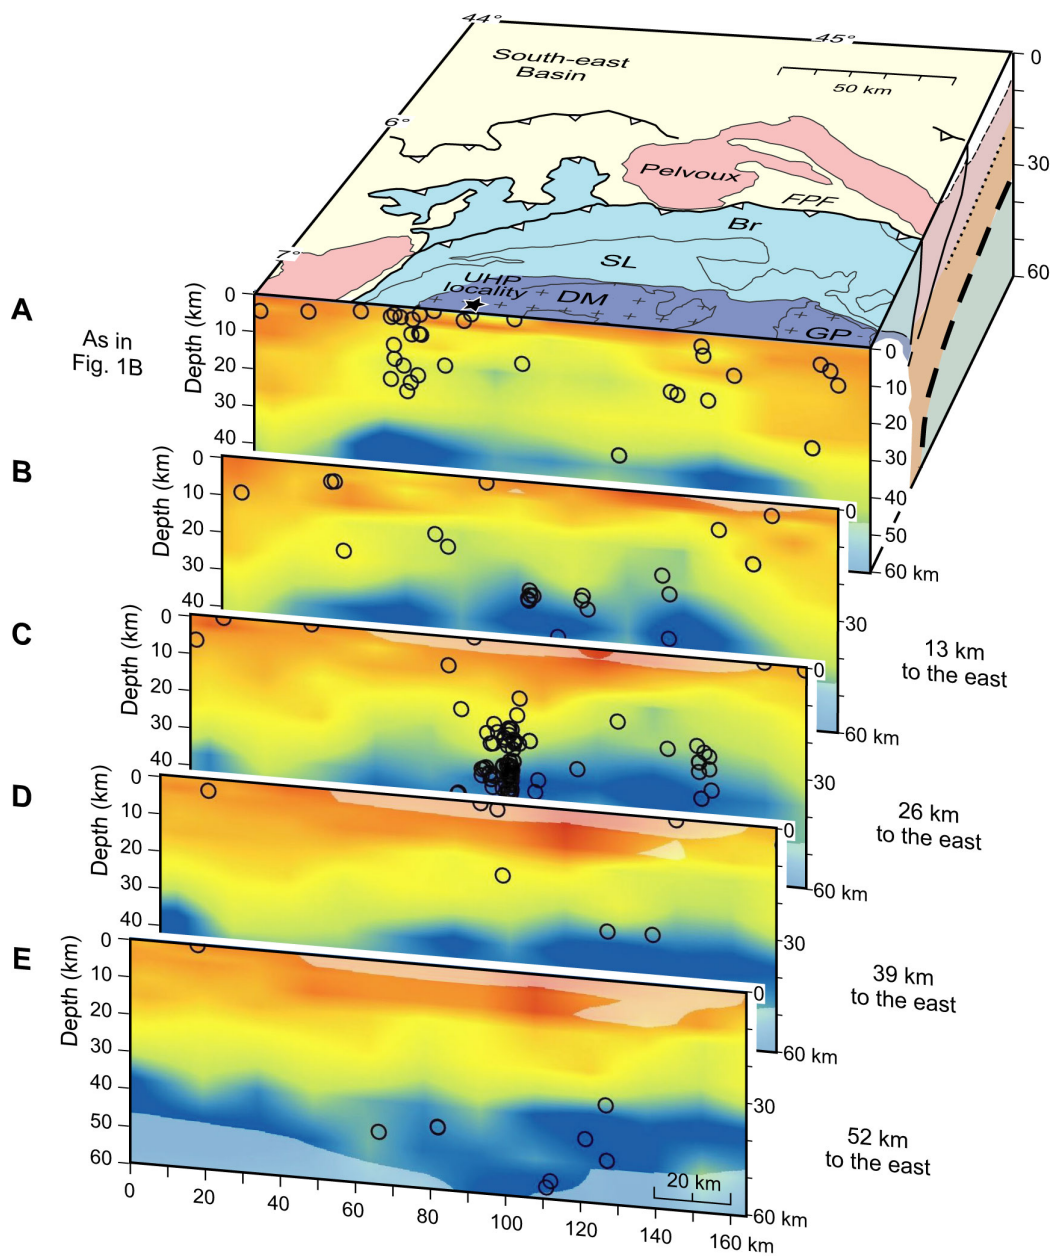 44°
45°
0
South-east
Basin
50 km
6°
30
Pelvoux
FPF
Br
7°
SL
60
UHP
locality
DM
GP
A
As in
Fig. 1B
Depth (km)
0
10
20
30
40
0
10
20
30
40
50
60 km
B
Depth (km)
0
10
20
30
40
0
30
60 km
13 km
to the east
C
Depth (km)
0
10
20
30
40
0
30
60 km
26 km
to the east
D
Depth (km)
0
10
20
30
40
0
30
60 km
39 km
to the east
E
Depth (km)
0
10
20
30
40
50
60
0
30
60 km
52 km
to the east
20 km
0
20
40
60
80
100
120
140
160 km